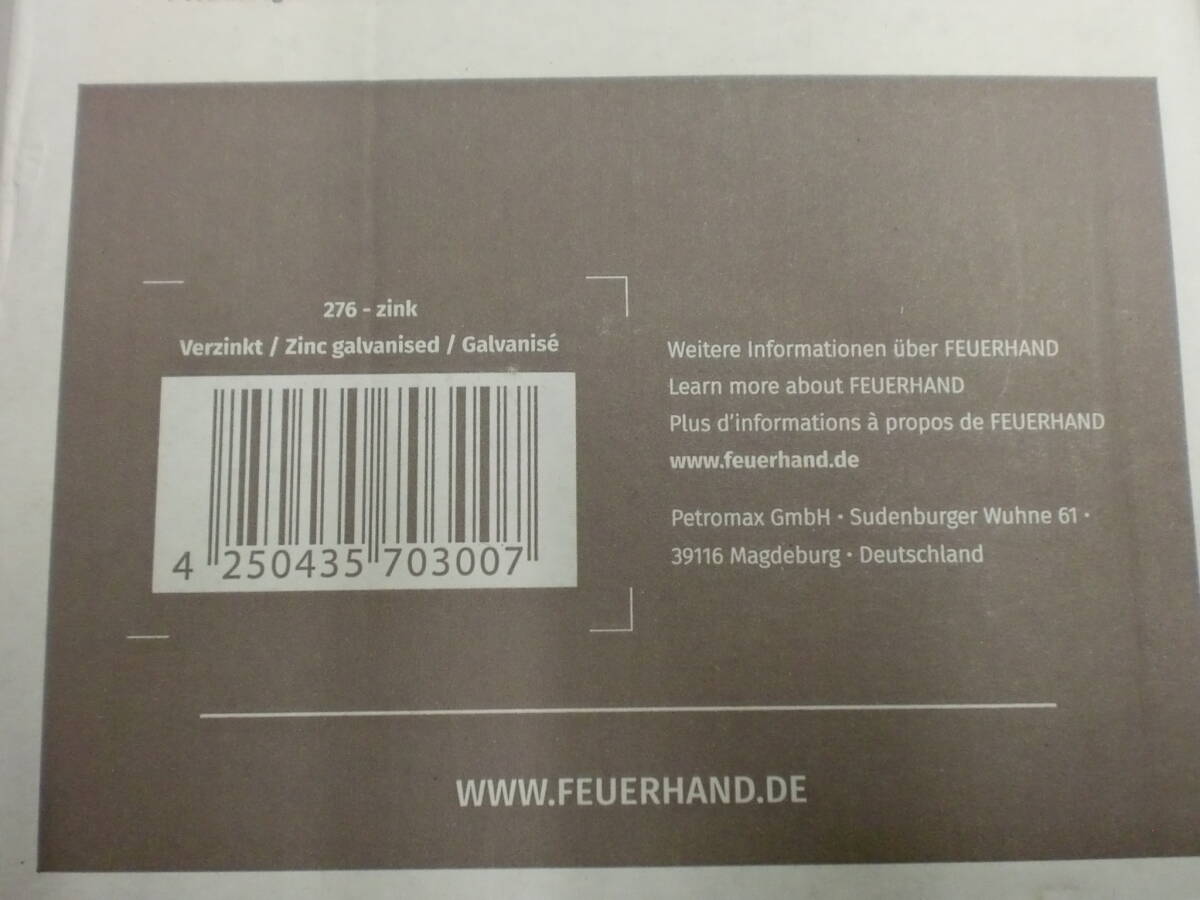 276 - zink
Verzinkt / Zinc galvanised / Galvanisé
4 250435 703007
Weitere Informationen über FEUERHAND
Learn more about FEUERHAND
Plus d'informations à propos de FEUERHAND
www.feuerhand.de
Petromax GmbH · Sudenburger Wuhne 61 ·
39116 Magdeburg · Deutschland
WWW.FEUERHAND.DE